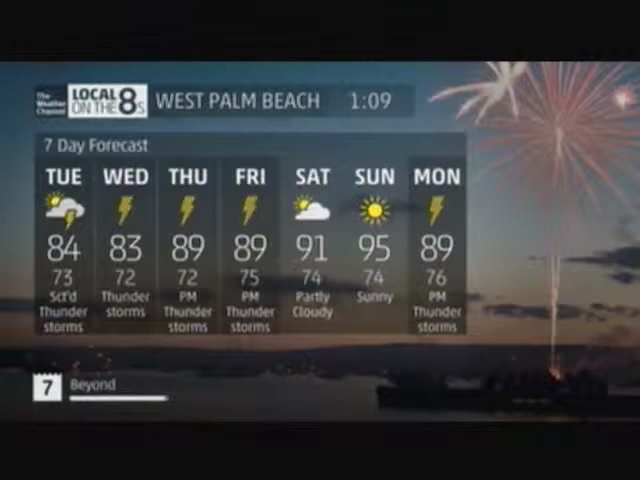 The
Weather
Channel
LOCAL
ON THE 8s
WEST PALM BEACH 1:09
7 Day Forecast
TUE WED THU FRI SAT SUN MON
84 83 89 89 91 95 89
73 72 72 75 74 74 76
Sct'd Thunder storms
Thunder storms
PM Thunder storms
PM Thunder storms
Partly Cloudy
Sunny
PM Thunder storms
7 Beyond